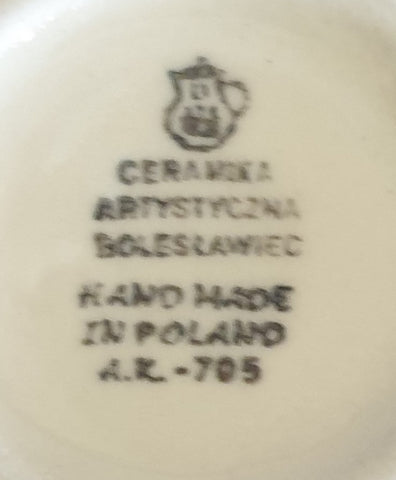 CERAMIKA
ARTYSTYCZNA
BOLESŁAWIEC
HAND MADE
IN POLAND
A.R. -705